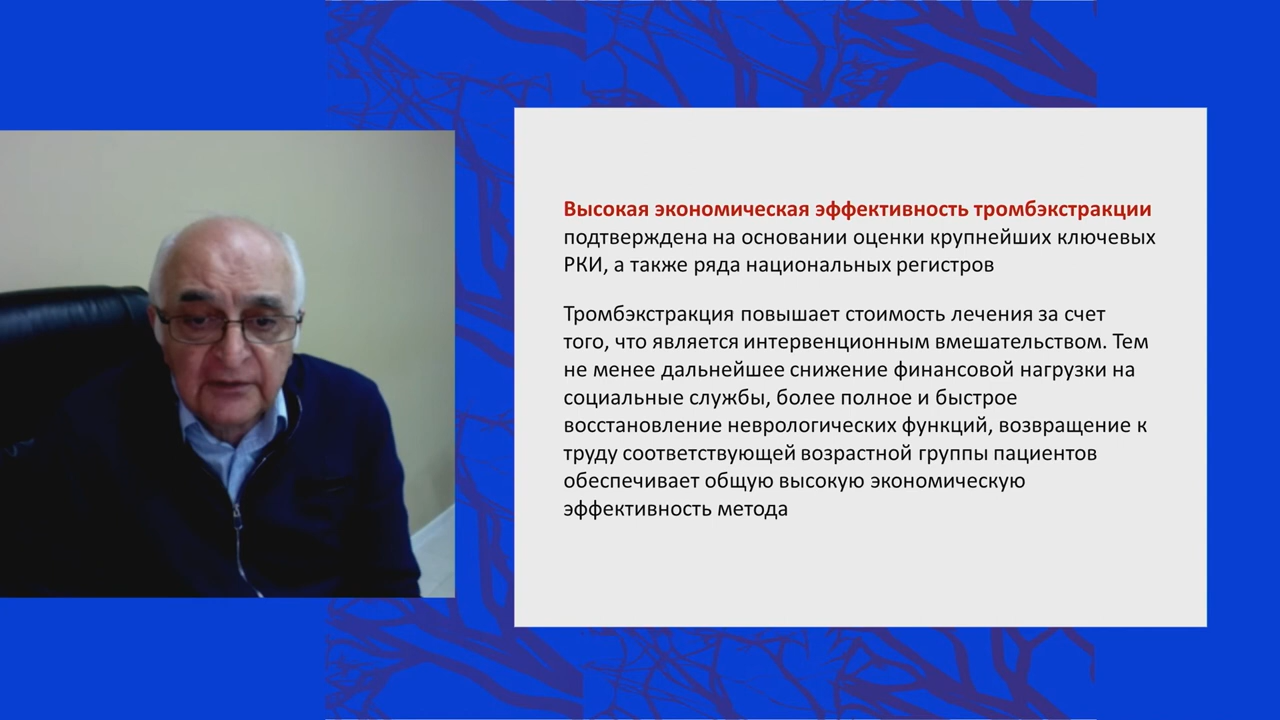 Высокая экономическая эффективность тромбэкстракции
подтверждена на основании оценки крупнейших ключевых
РКИ, а также ряда национальных регистров
Тромбэкстракция повышает стоимость лечения за счет
того, что является интервенционным вмешательством. Тем
не менее дальнейшее снижение финансовой нагрузки на
социальные службы, более полное и быстрое
восстановление неврологических функций, возвращение к
труду соответствующей возрастной группы пациентов
обеспечивает общую высокую экономическую
эффективность метода